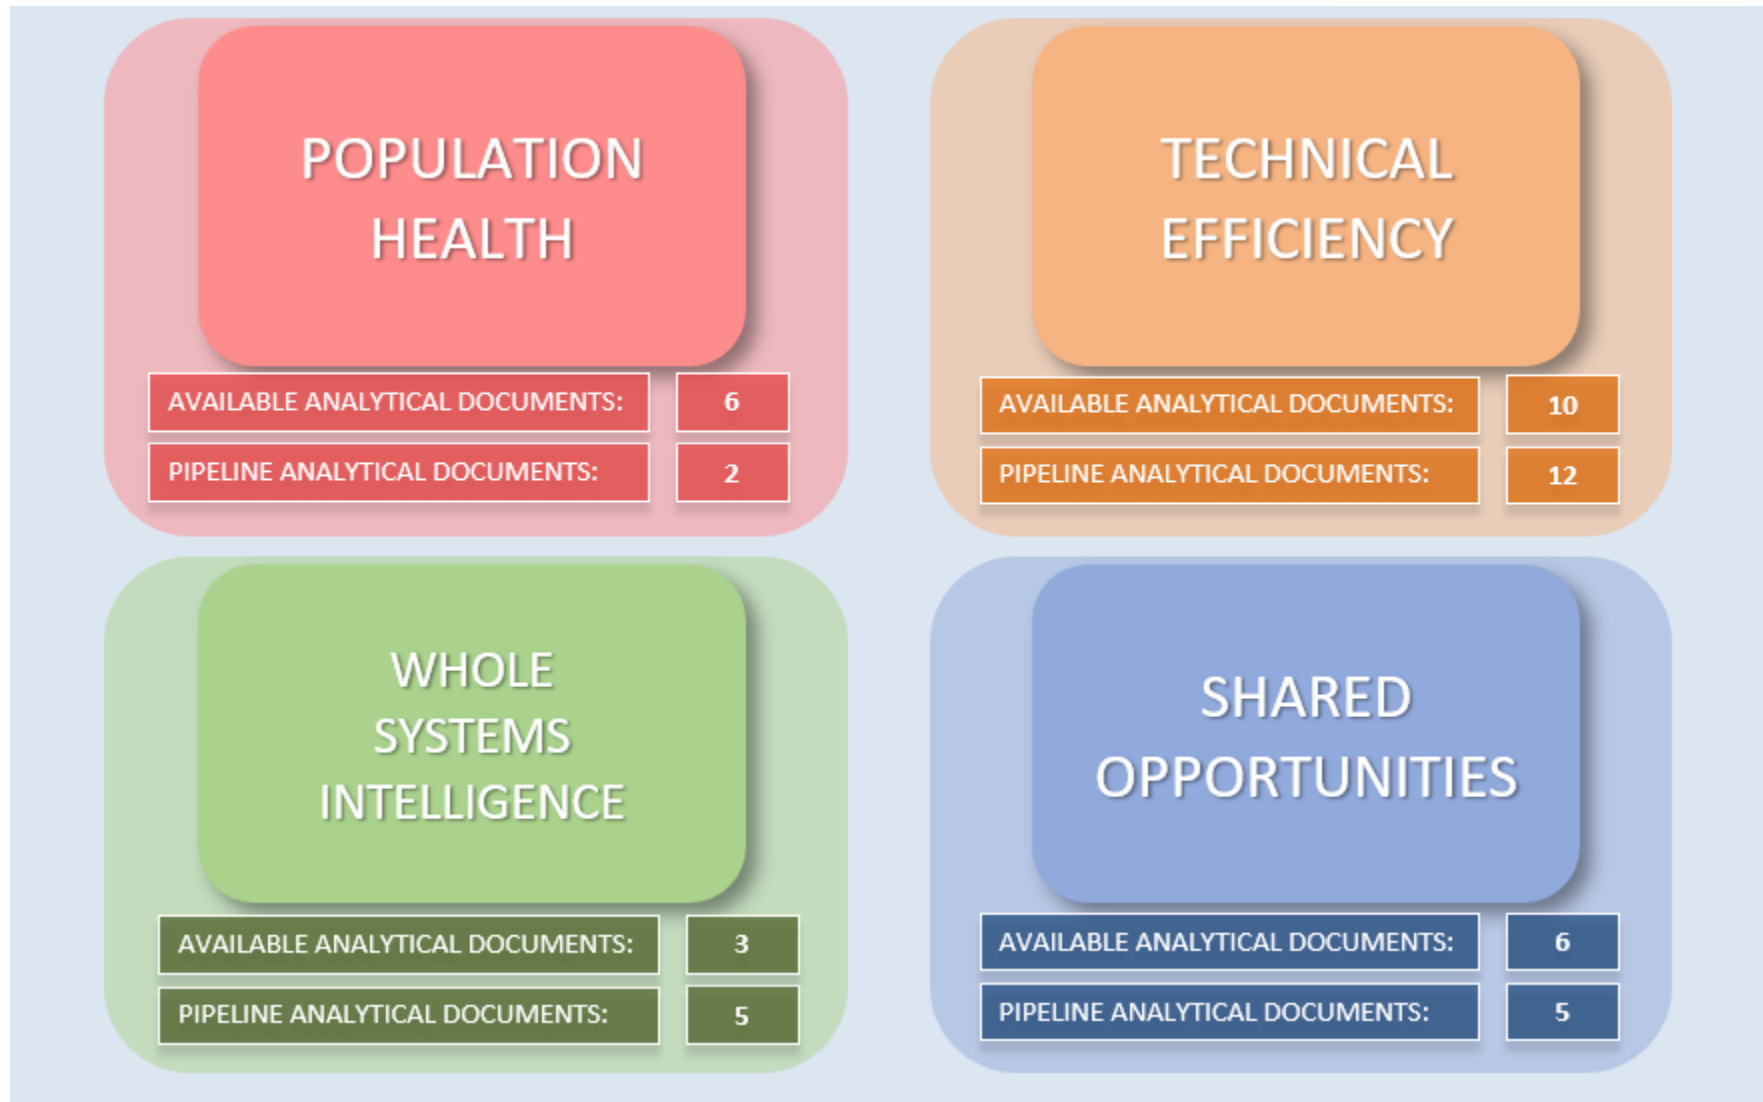 POPULATION
HEALTH
AVAILABLE ANALYTICAL DOCUMENTS: 6
PIPELINE ANALYTICAL DOCUMENTS: 2
TECHNICAL
EFFICIENCY
AVAILABLE ANALYTICAL DOCUMENTS: 10
PIPELINE ANALYTICAL DOCUMENTS: 12
WHOLE
SYSTEMS
INTELLIGENCE
AVAILABLE ANALYTICAL DOCUMENTS: 3
PIPELINE ANALYTICAL DOCUMENTS: 5
SHARED
OPPORTUNITIES
AVAILABLE ANALYTICAL DOCUMENTS: 6
PIPELINE ANALYTICAL DOCUMENTS: 5